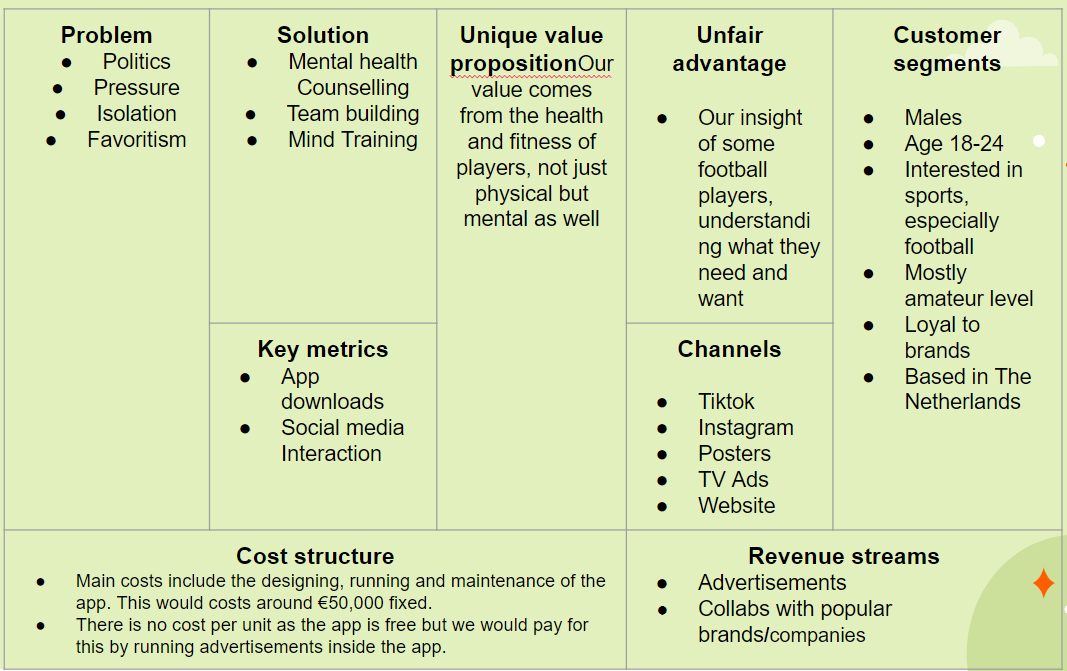 Problem
● Politics
● Pressure
● Isolation
● Favoritism
Solution
● Mental health
Counselling
● Team building
● Mind Training
Key metrics
● App
downloads
● Social media
Interaction
Unique value
propositionOur
value comes
from the health
and fitness of
players, not just
physical but
mental as well
Unfair
advantage
● Our insight
of some
football
players,
understandi
ng what they
need and
want
Channels
● Tiktok
● Instagram
● Posters
● TV Ads
● Website
Customer
segments
● Males
● Age 18-24
● Interested in
sports,
especially
football
● Mostly
amateur level
● Loyal to
brands
● Based in The
Netherlands
Cost structure
● Main costs include the designing, running and maintenance of the
app. This would costs around €50,000 fixed.
● There is no cost per unit as the app is free but we would pay for
this by running advertisements inside the app.
Revenue streams
● Advertisements
● Collabs with popular
brands/companies